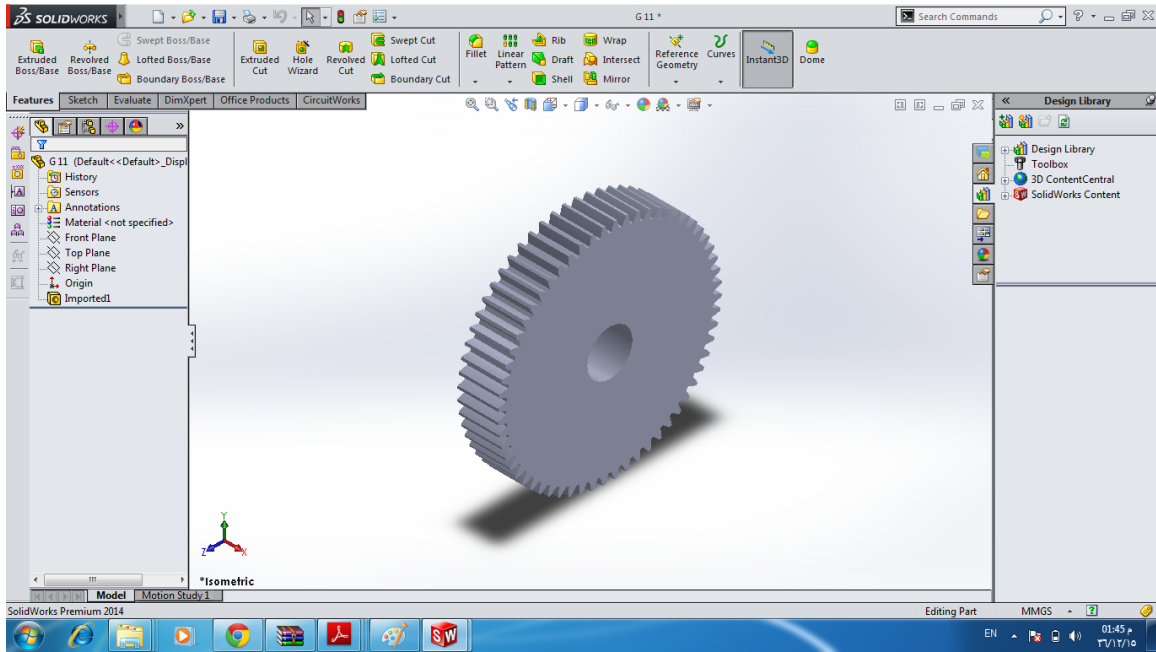 SOLIDWORKS
G 11 *
Search Commands
Extruded Boss/Base
Revolved Boss/Base
Swept Boss/Base
Lofted Boss/Base
Boundary Boss/Base
Extruded Cut
Hole Wizard
Revolved Cut
Swept Cut
Lofted Cut
Boundary Cut
Fillet
Linear Pattern
Rib
Draft
Shell
Wrap
Intersect
Mirror
Reference Geometry
Curves
Instant3D
Dome
Features Sketch Evaluate DimXpert Office Products CircuitWorks
Design Library
G 11 (Default<<Default>_Displ
History
Sensors
Annotations
Material <not specified>
Front Plane
Top Plane
Right Plane
Origin
Imported1
Design Library
Toolbox
3D ContentCentral
SolidWorks Content
Y
Z X
*Isometric
Model Motion Study 1
SolidWorks Premium 2014 Editing Part MMGS
EN
01:45 م
٣٦/١٢/١٥